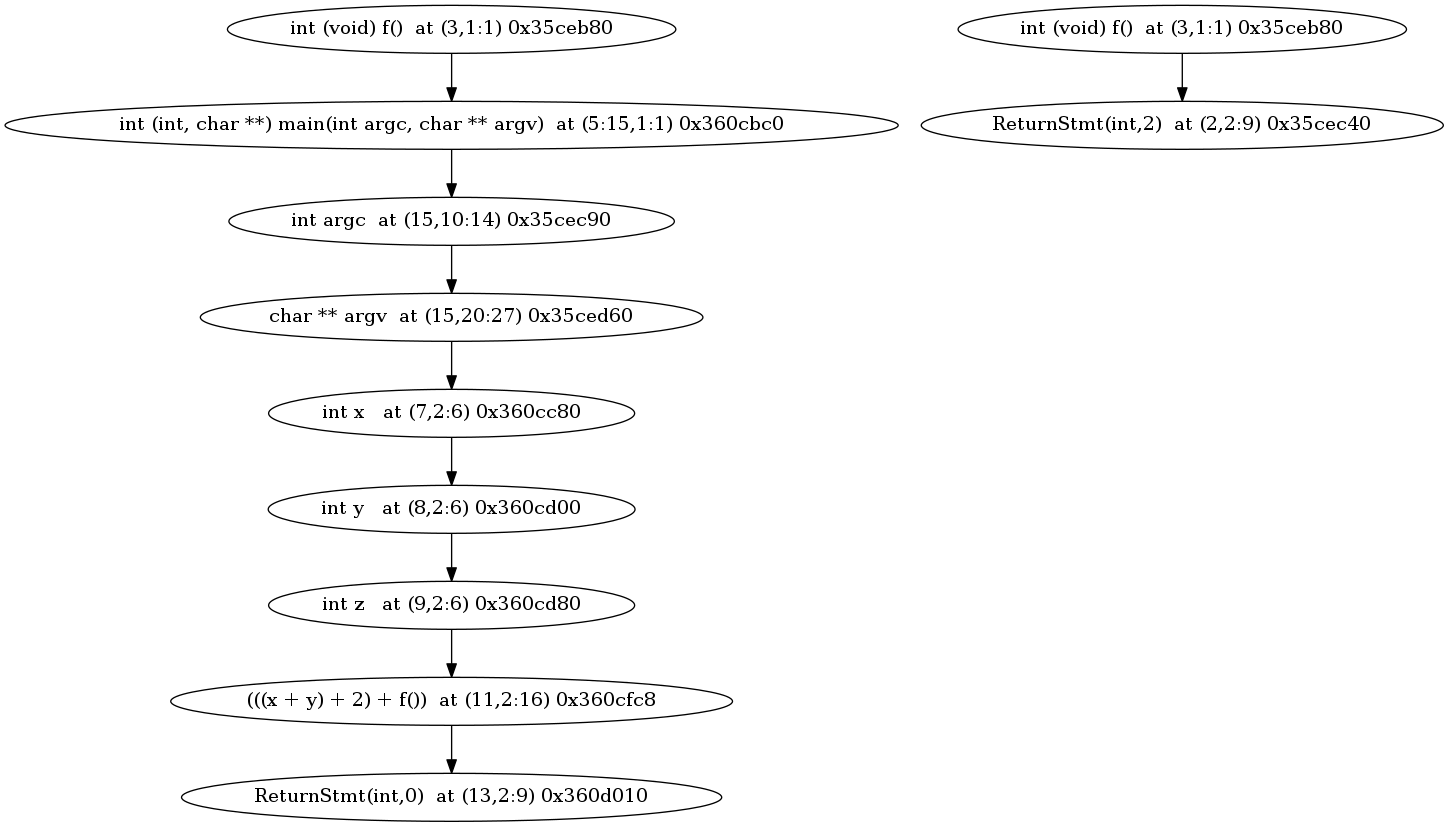 int (void) f()  at (3,1:1) 0x35ceb80
int (int, char **) main(int argc, char ** argv)  at (5:15,1:1) 0x360cbc0
int argc  at (15,10:14) 0x35cec90
char ** argv  at (15,20:27) 0x35ced60
int x   at (7,2:6) 0x360cc80
int y   at (8,2:6) 0x360cd00
int z   at (9,2:6) 0x360cd80
(((x + y) + 2) + f())  at (11,2:16) 0x360cfc8
ReturnStmt(int,0)  at (13,2:9) 0x360d010
int (void) f()  at (3,1:1) 0x35ceb80
ReturnStmt(int,2)  at (2,2:9) 0x35cec40